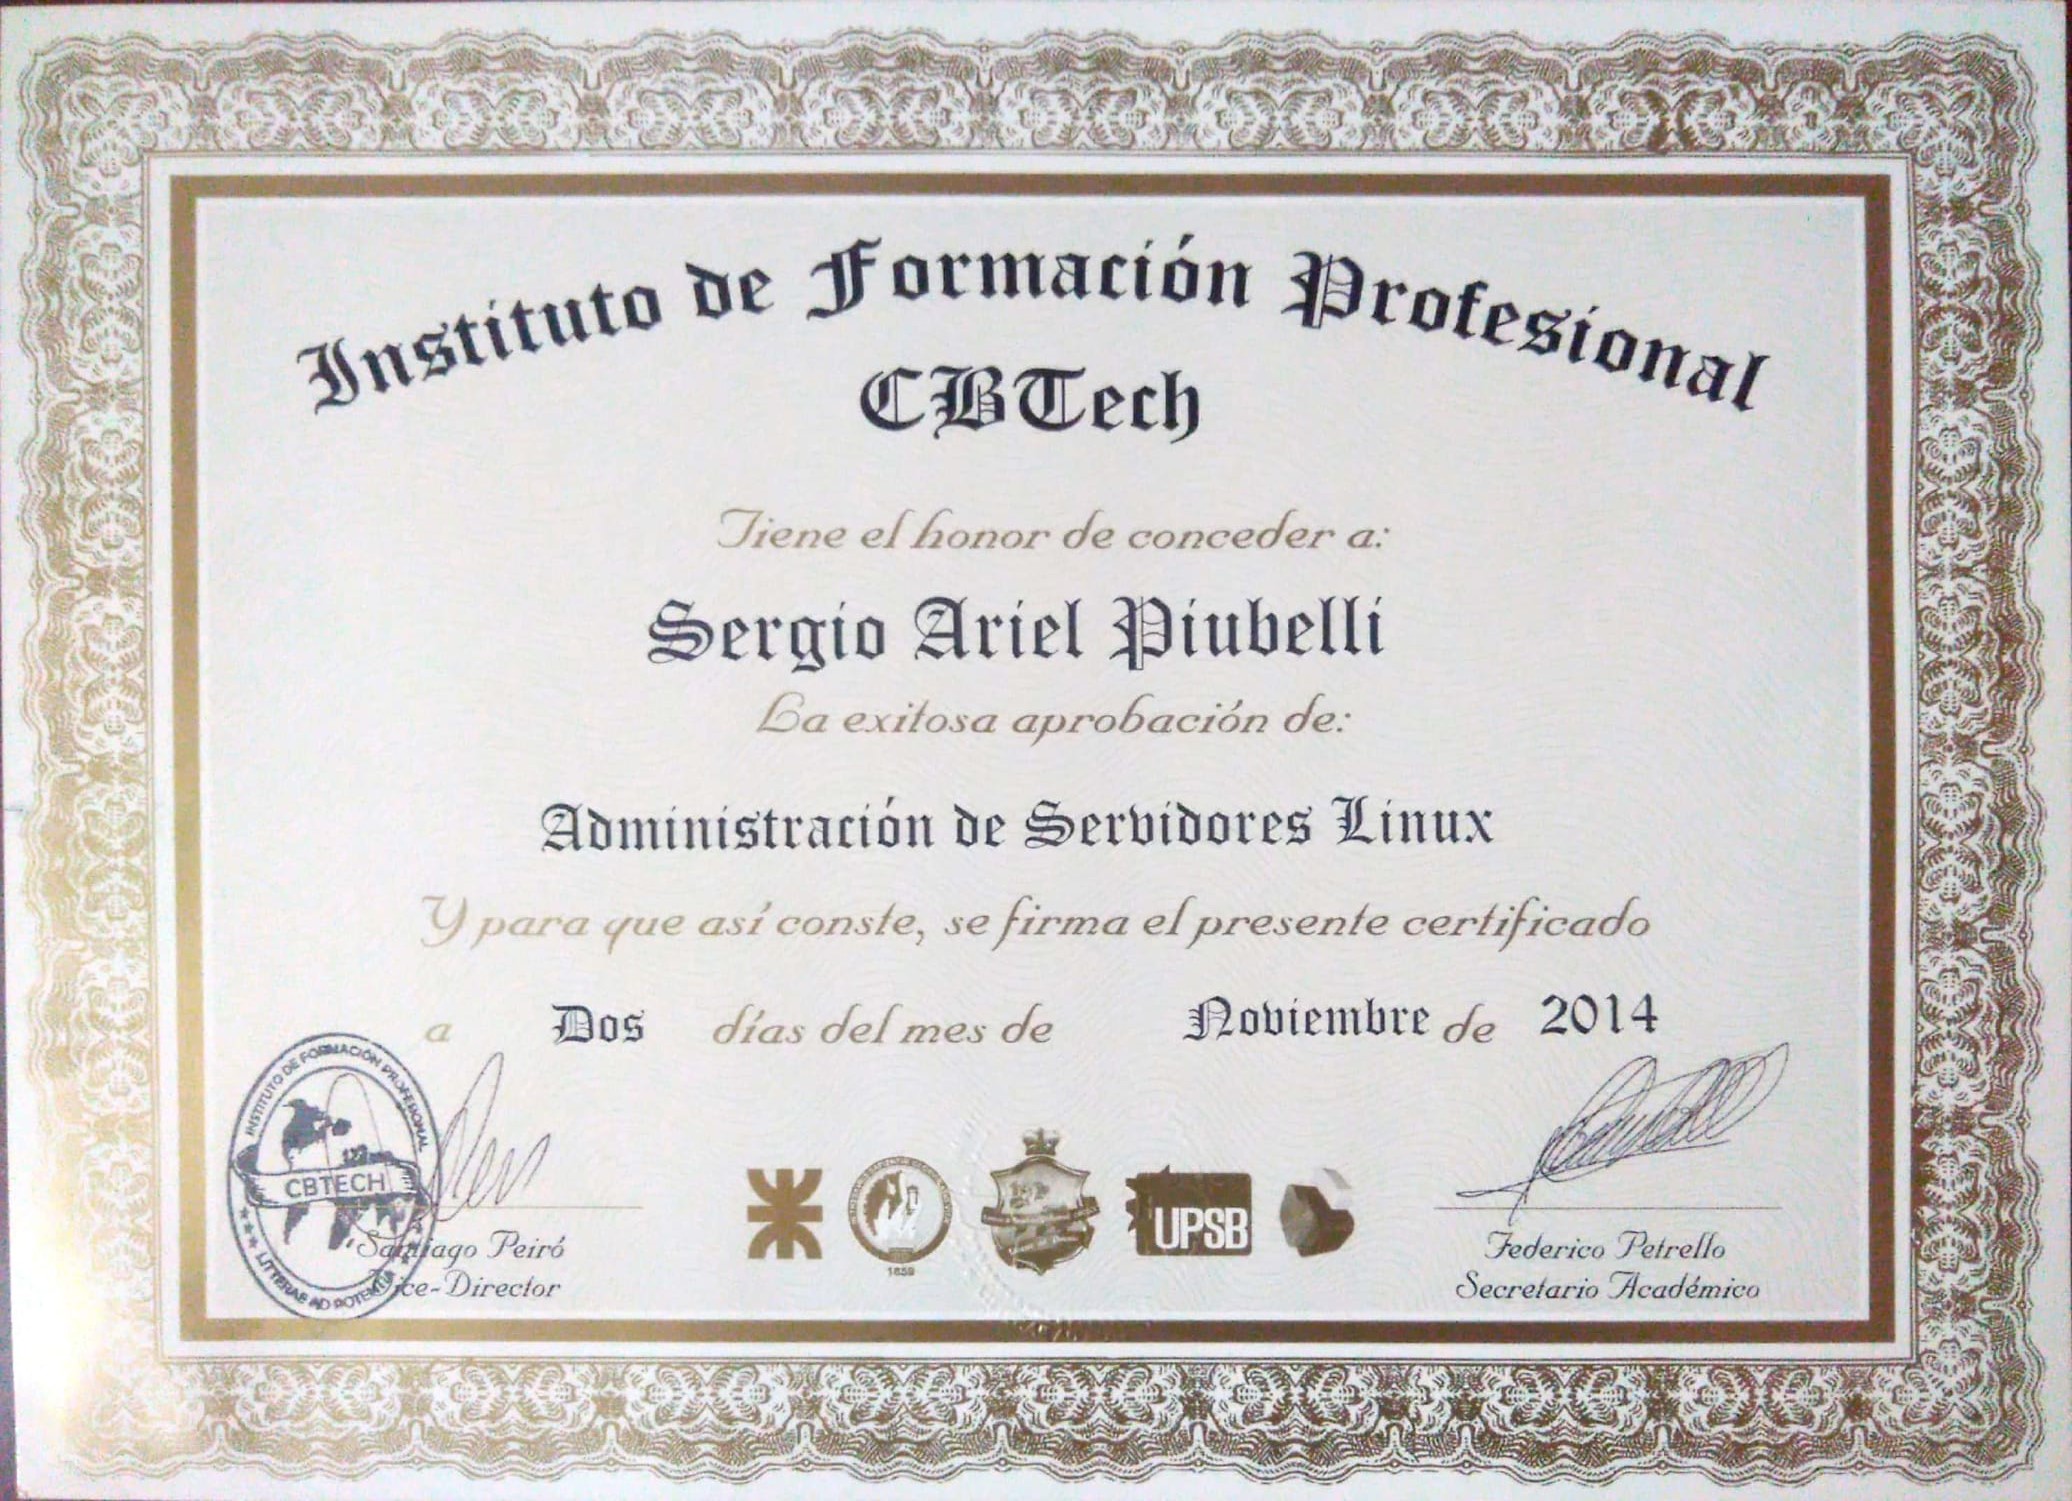 Instituto de Formación Profesional
CBTech
Tiene el honor de conceder a:
Sergio Ariel Piubelli
La exitosa aprobación de:
Administración de Servidores Linux
Y para que así conste, se firma el presente certificado
a Dos días del mes de Noviembre de 2014
INSTITUTO DE FORMACIÓN PROFESIONAL
CBTECH
LITTERAE AD POTENTIA
Santiago Peiró
Vice-Director
1859
UPSB
Federico Petrello
Secretario Académico